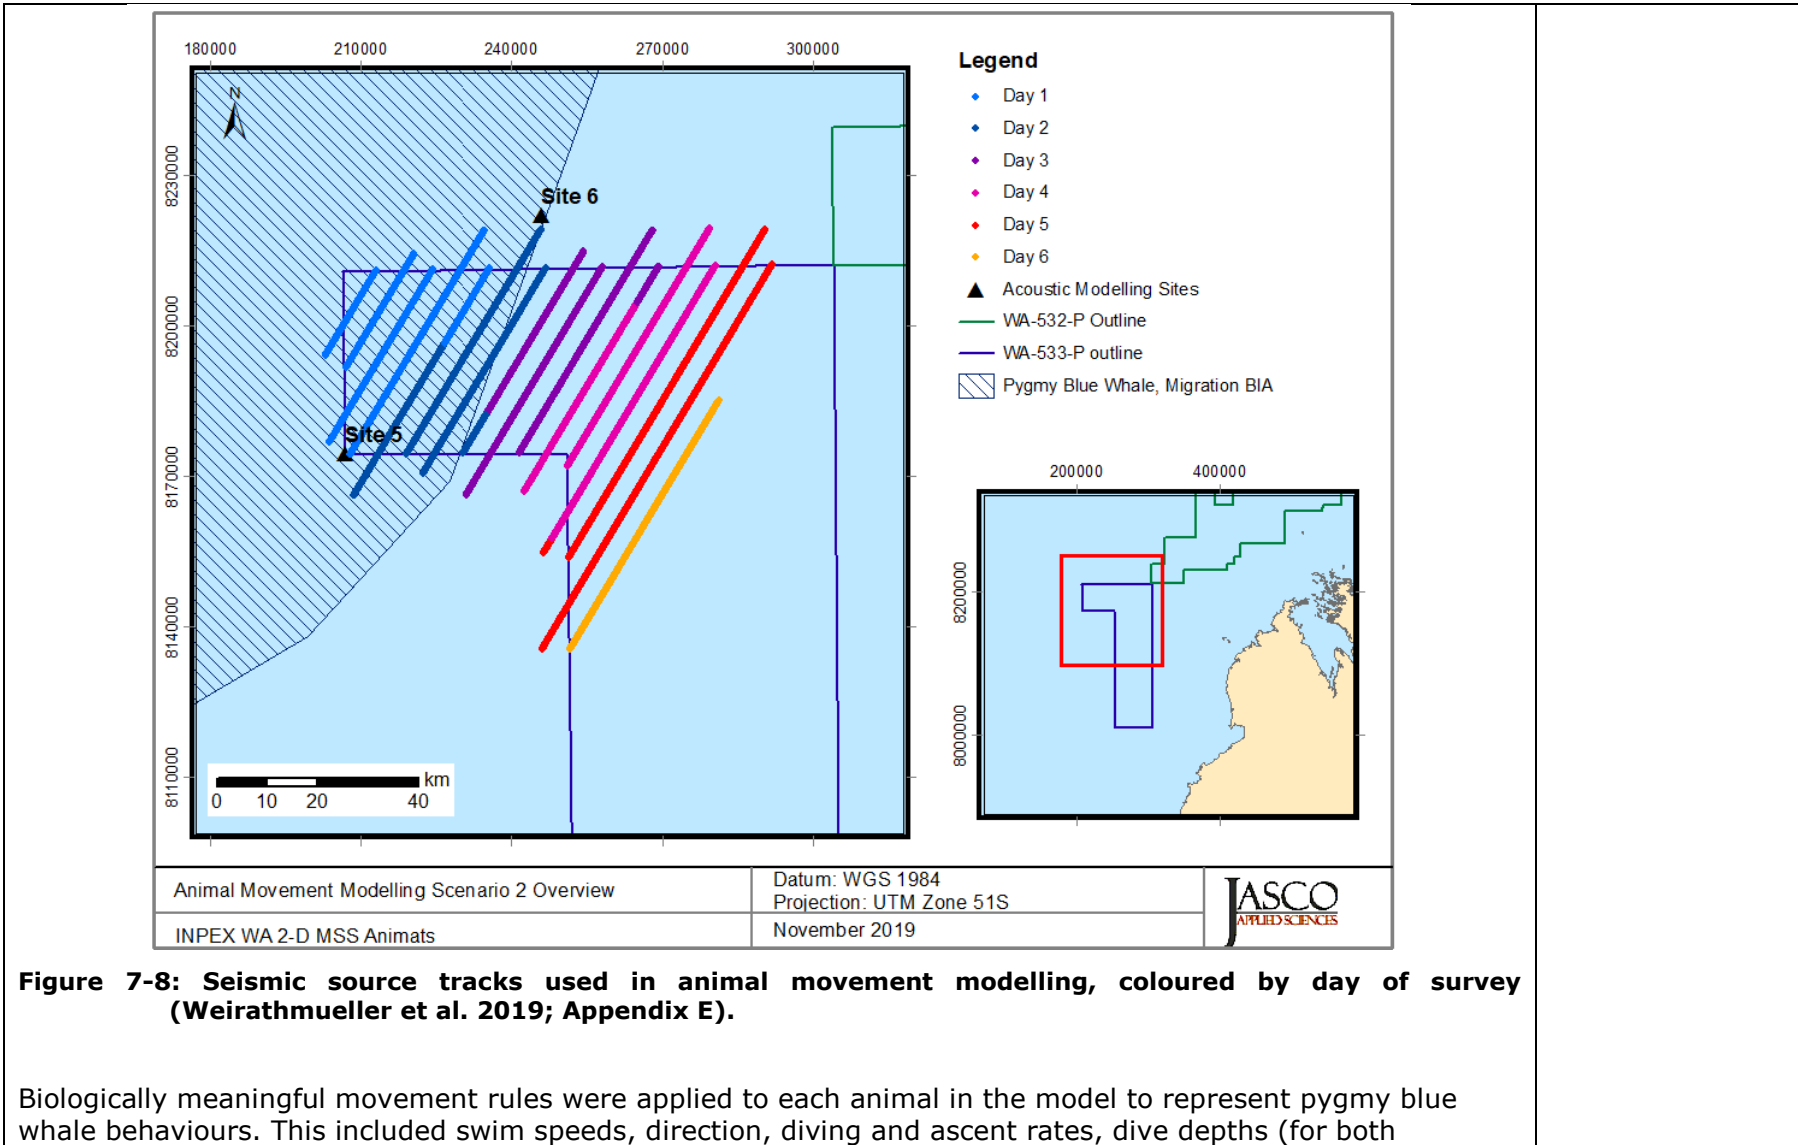 180000 210000 240000 270000 300000
8230000
8200000
8170000
8140000
8110000
N
Site 6
Site 5
km
0 10 20 40
Legend
Day 1
Day 2
Day 3
Day 4
Day 5
Day 6
Acoustic Modelling Sites
WA-532-P Outline
WA-533-P outline
Pygmy Blue Whale, Migration BIA
200000 400000
8200000
8000000
Animal Movement Modelling Scenario 2 Overview
INPEX WA 2-D MSS Animats
Datum: WGS 1984
Projection: UTM Zone 51S
November 2019
JASCO
APPLIED SCIENCES
Figure 7-8: Seismic source tracks used in animal movement modelling, coloured by day of survey
(Weirathmueller et al. 2019; Appendix E).
Biologically meaningful movement rules were applied to each animal in the model to represent pygmy blue
whale behaviours. This included swim speeds, direction, diving and ascent rates, dive depths (for both